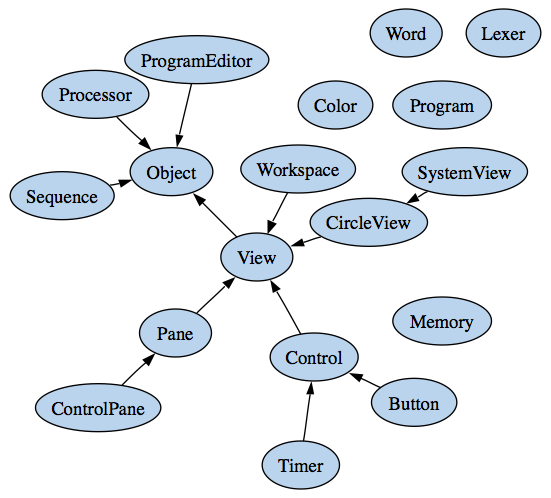 Word
Lexer
ProgramEditor
Processor
Color
Program
Object
Workspace
SystemView
Sequence
CircleView
View
Pane
Memory
Control
ControlPane
Button
Timer